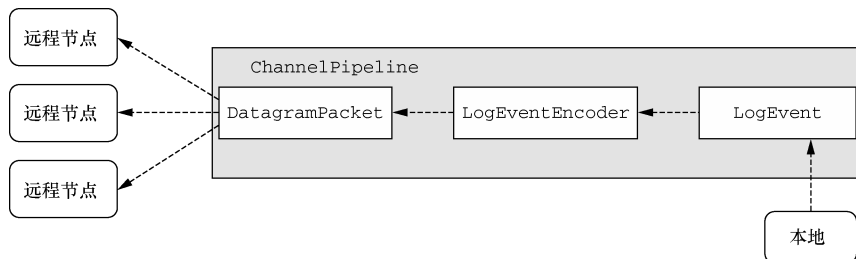 远程节点
ChannelPipeline
远程节点
DatagramPacket
LogEventEncoder
LogEvent
远程节点
本地